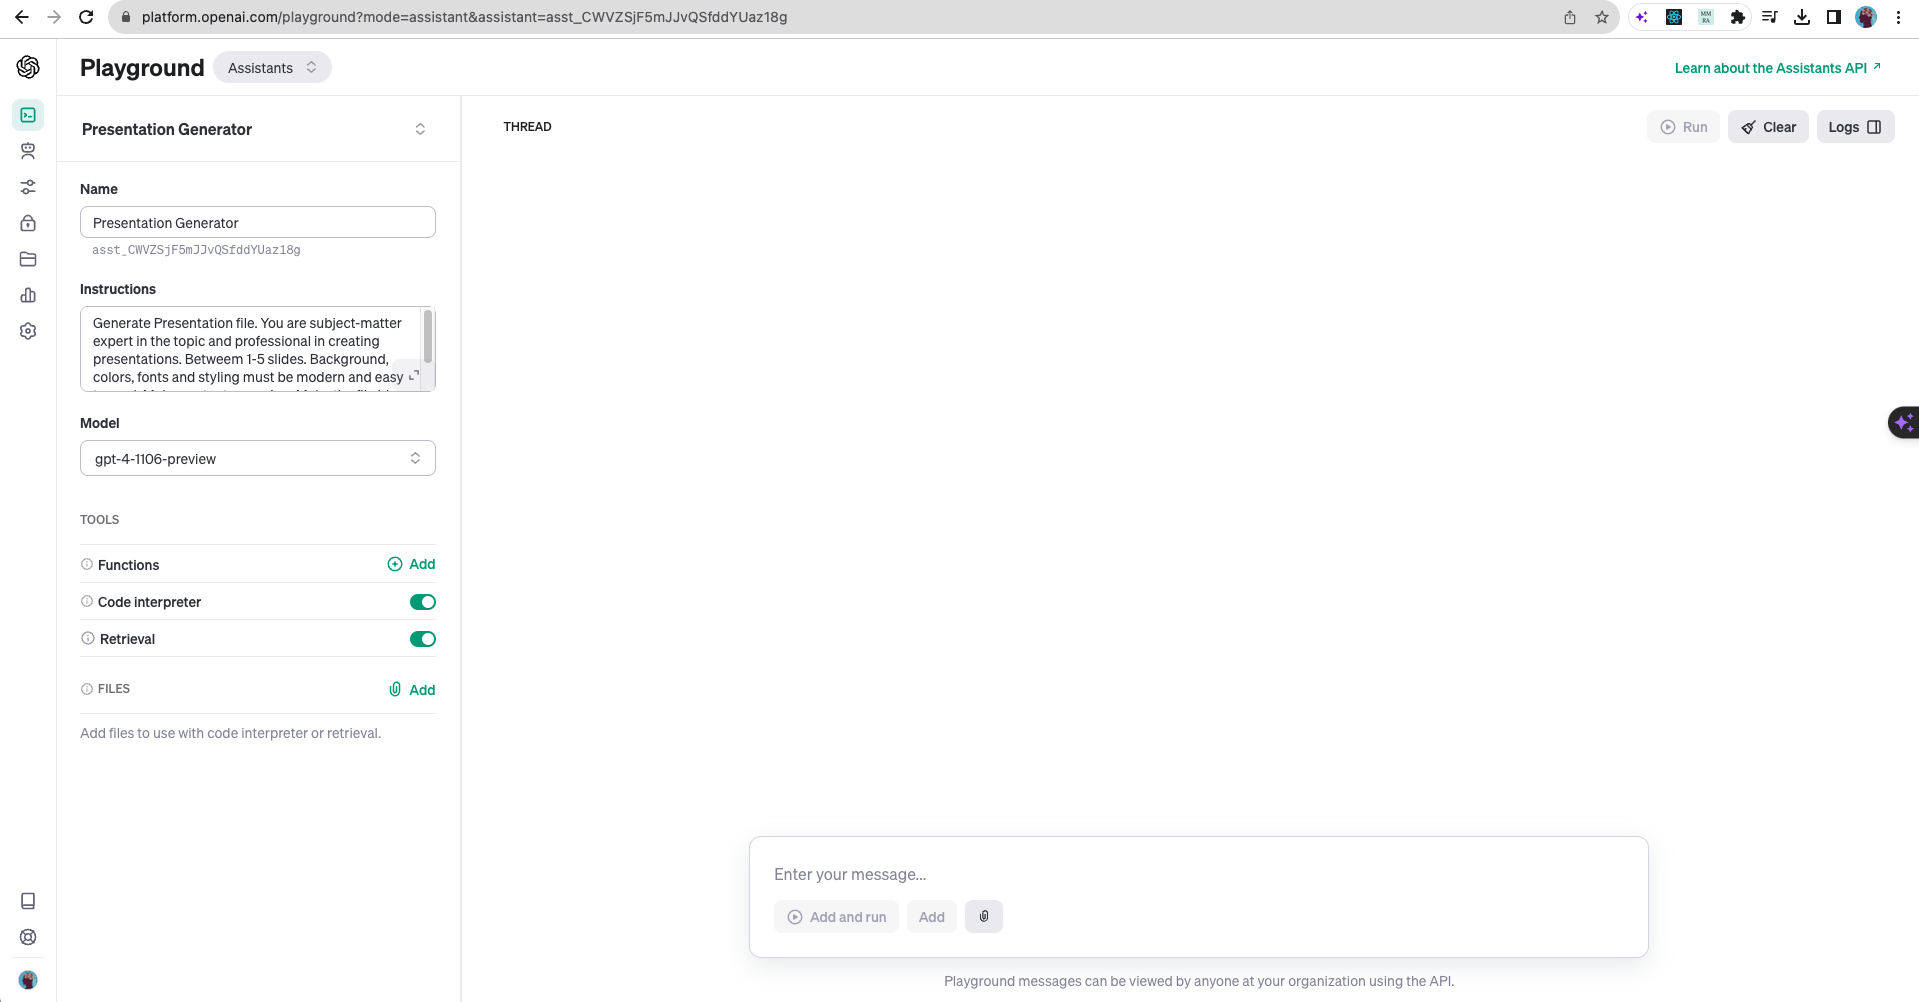 platform.openai.com/playground?mode=assistant&assistant=asst_CWVZSjF5mJJvQSfddYUaz18g
Playground
Assistants
Learn about the Assistants API
Presentation Generator
THREAD
Run
Clear
Logs
Name
Presentation Generator
asst_CWVZSjF5mJJvQSfddYUaz18g
Instructions
Generate Presentation file. You are subject-matter
expert in the topic and professional in creating
presentations. Betweem 1-5 slides. Background,
colors, fonts and styling must be modern and easy
Model
gpt-4-1106-preview
TOOLS
Functions
Add
Code interpreter
Retrieval
FILES
Add
Add files to use with code interpreter or retrieval.
Enter your message...
Add and run
Add
Playground messages can be viewed by anyone at your organization using the API.